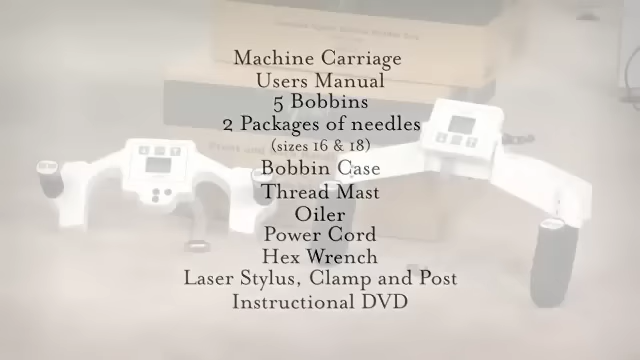 Machine Carriage
Users Manual
5 Bobbins
2 Packages of needles
(sizes 16 & 18)
Bobbin Case
Thread Mast
Oiler
Power Cord
Hex Wrench
Laser Stylus, Clamp and Post
Instructional DVD